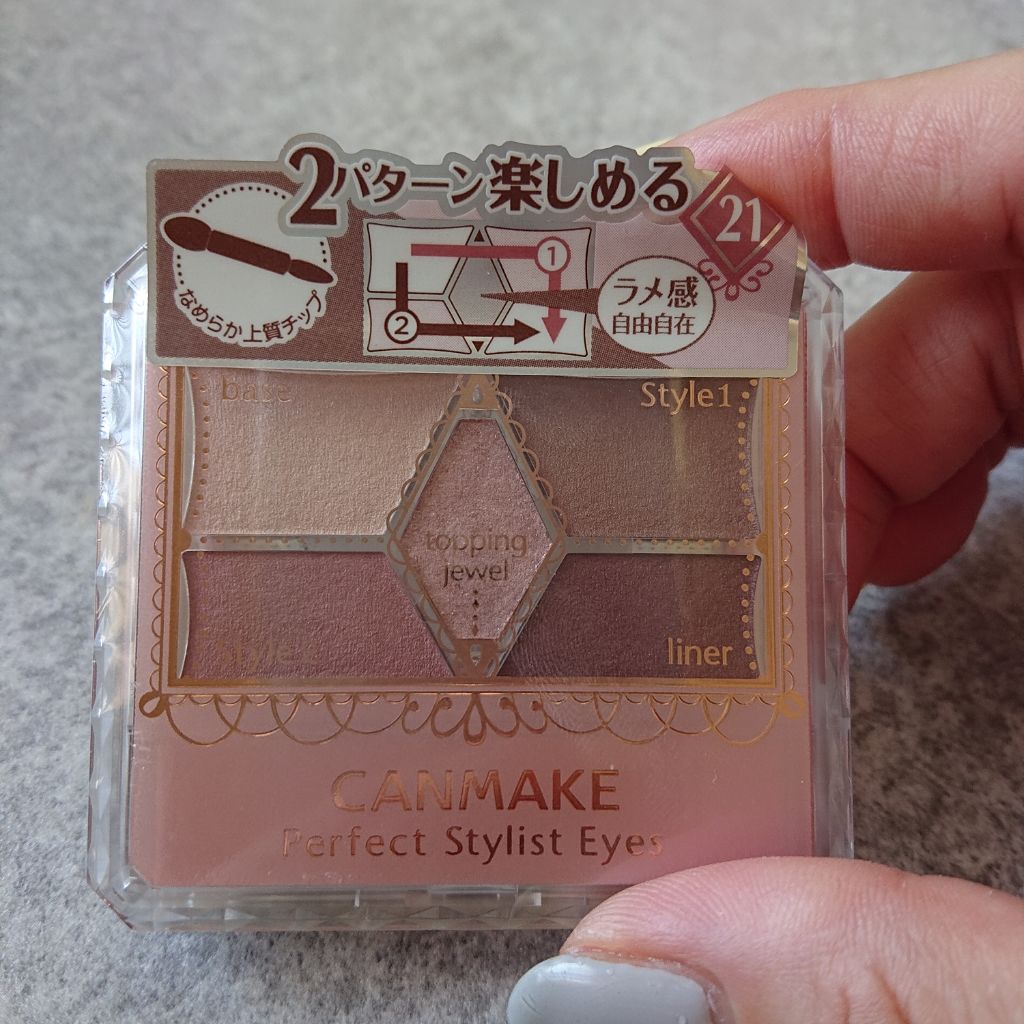 2パターン楽しめる
21
なめらか上質チップ
1
2
ラメ感
自由自在
base
Style1
topping
jewel
Style2
liner
CANMAKE
Perfect Stylist Eyes